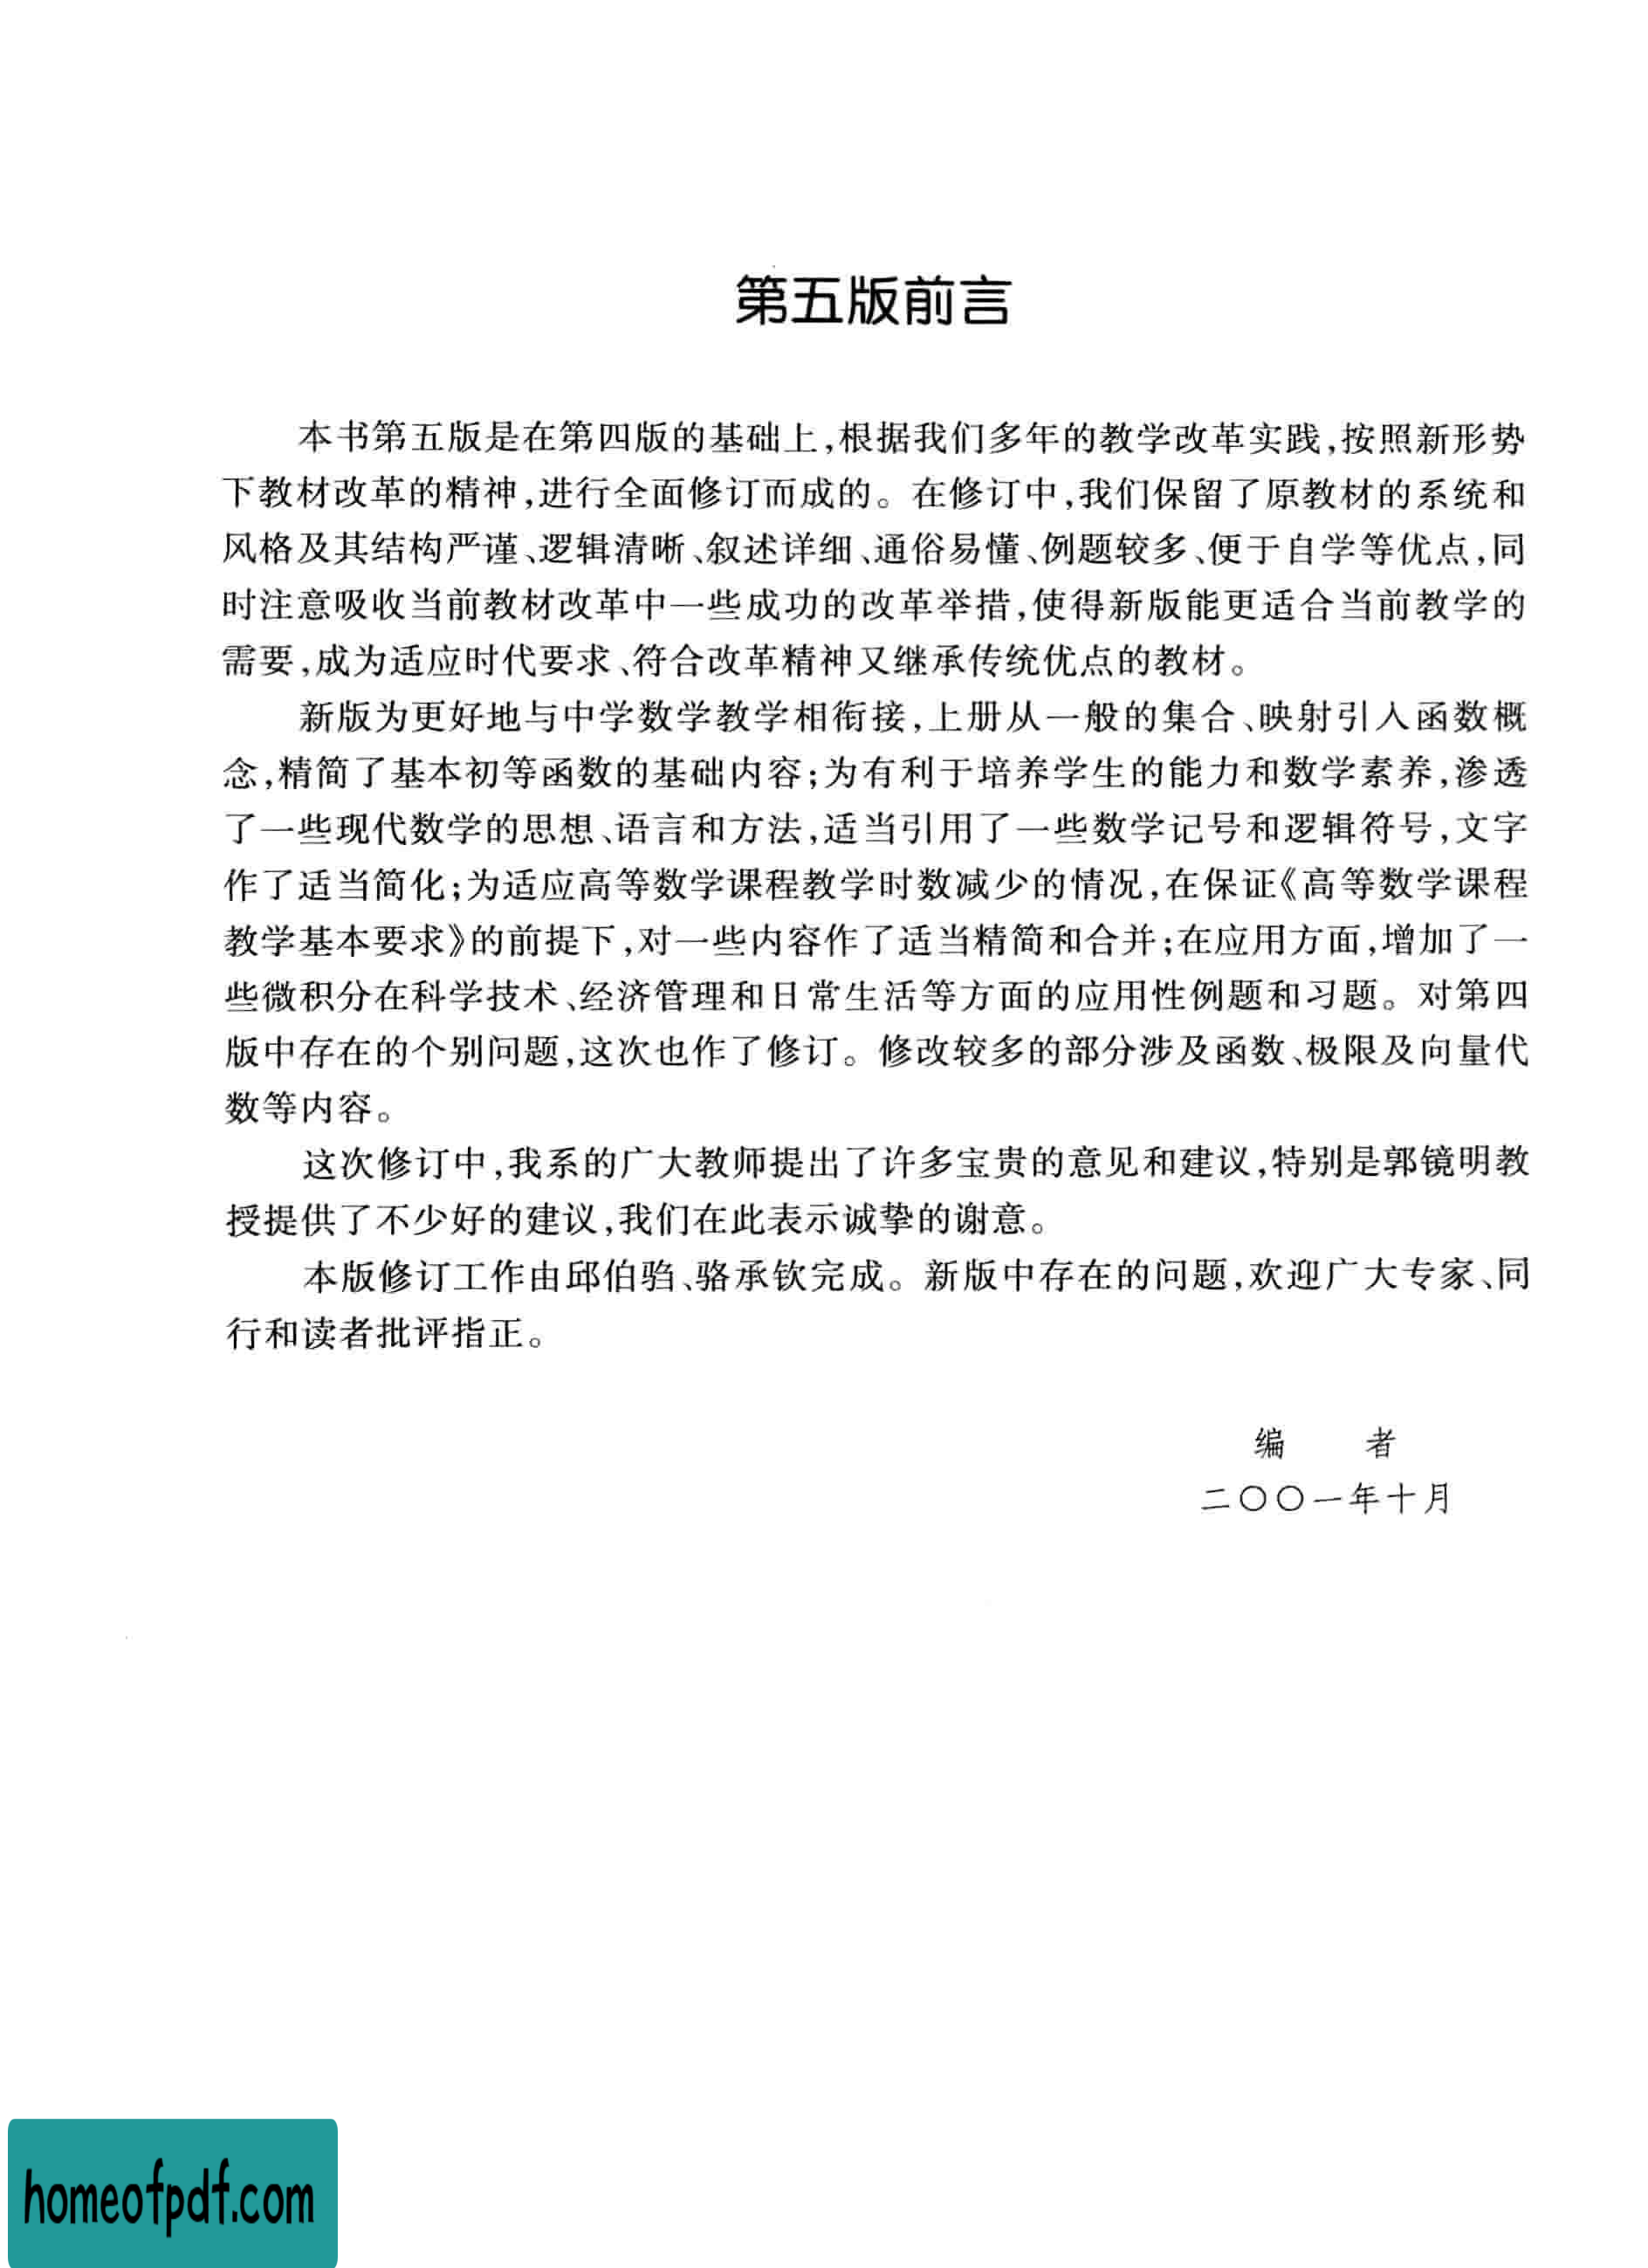 第五版前言
本书第五版是在第四版的基础上,根据我们多年的教学改革实践,按照新形势
下教材改革的精神,进行全面修订而成的。在修订中,我们保留了原教材的系统和
风格及其结构严谨、逻辑清晰、叙述详细、通俗易懂、例题较多、便于自学等优点,同
时注意吸收当前教材改革中一些成功的改革举措,使得新版能更适合当前教学的
需要,成为适应时代要求、符合改革精神又继承传统优点的教材。
新版为更好地与中学数学教学相衔接,上册从一般的集合、映射引入函数概
念,精简了基本初等函数的基础内容;为有利于培养学生的能力和数学素养,渗透
了一些现代数学的思想、语言和方法,适当引用了一些数学记号和逻辑符号,文字
作了适当简化;为适应高等数学课程教学时数减少的情况,在保证《高等数学课程
教学基本要求》的前提下,对一些内容作了适当精简和合并;在应用方面,增加了一
些微积分在科学技术、经济管理和日常生活等方面的应用性例题和习题。对第四
版中存在的个别问题,这次也作了修订。修改较多的部分涉及函数、极限及向量代
数等内容。
这次修订中,我系的广大教师提出了许多宝贵的意见和建议,特别是郭镜明教
授提供了不少好的建议,我们在此表示诚挚的谢意。
本版修订工作由邱伯驺、骆承钦完成。新版中存在的问题,欢迎广大专家、同
行和读者批评指正。
编 者
二〇〇一年十月
homeofpdf.com